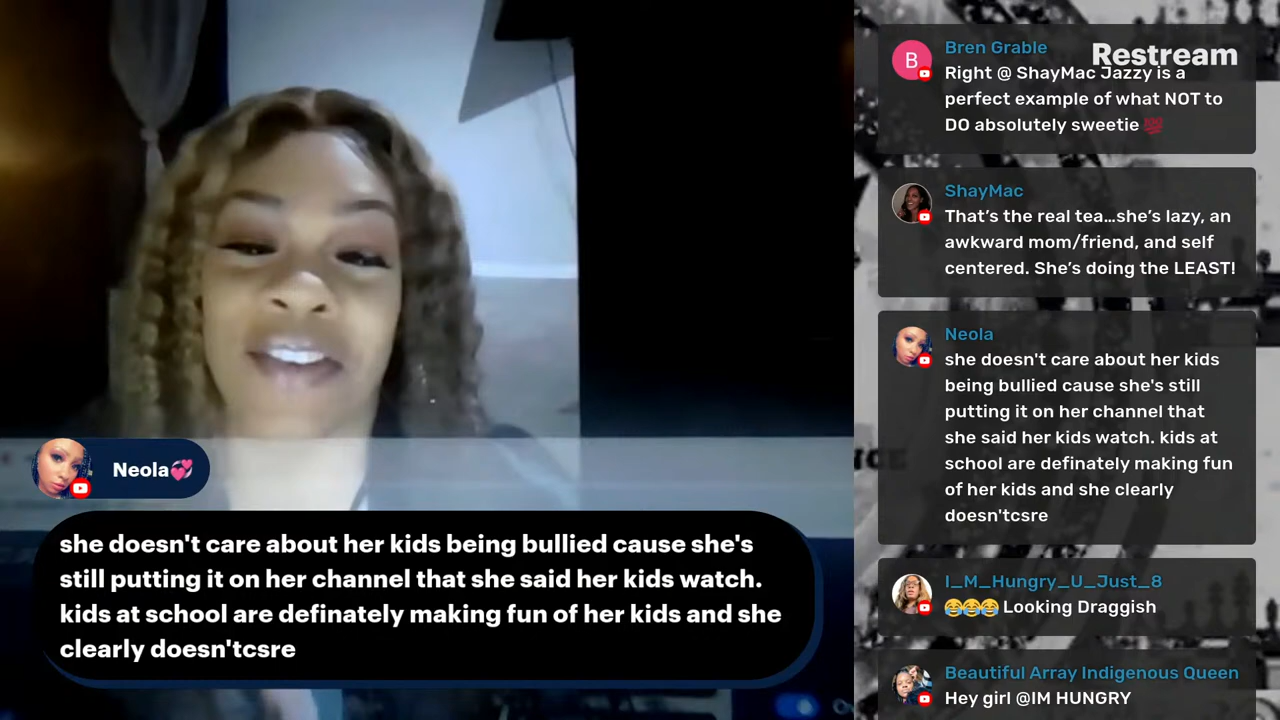 Neola💞
she doesn't care about her kids being bullied cause she's
still putting it on her channel that she said her kids watch.
kids at school are definately making fun of her kids and she
clearly doesn'tcsre
Restream
B
Bren Grable
Right @ ShayMac Jazzy is a
perfect example of what NOT to
DO absolutely sweetie 💯
ShayMac
That’s the real tea…she’s lazy, an
awkward mom/friend, and self
centered. She’s doing the LEAST!
Neola
she doesn't care about her kids
being bullied cause she's still
putting it on her channel that
she said her kids watch. kids at
school are definately making fun
of her kids and she clearly
doesn'tcsre
I_M_Hungry_U_Just_8
😂😂😂 Looking Draggish
Beautiful Array Indigenous Queen
Hey girl @IM HUNGRY